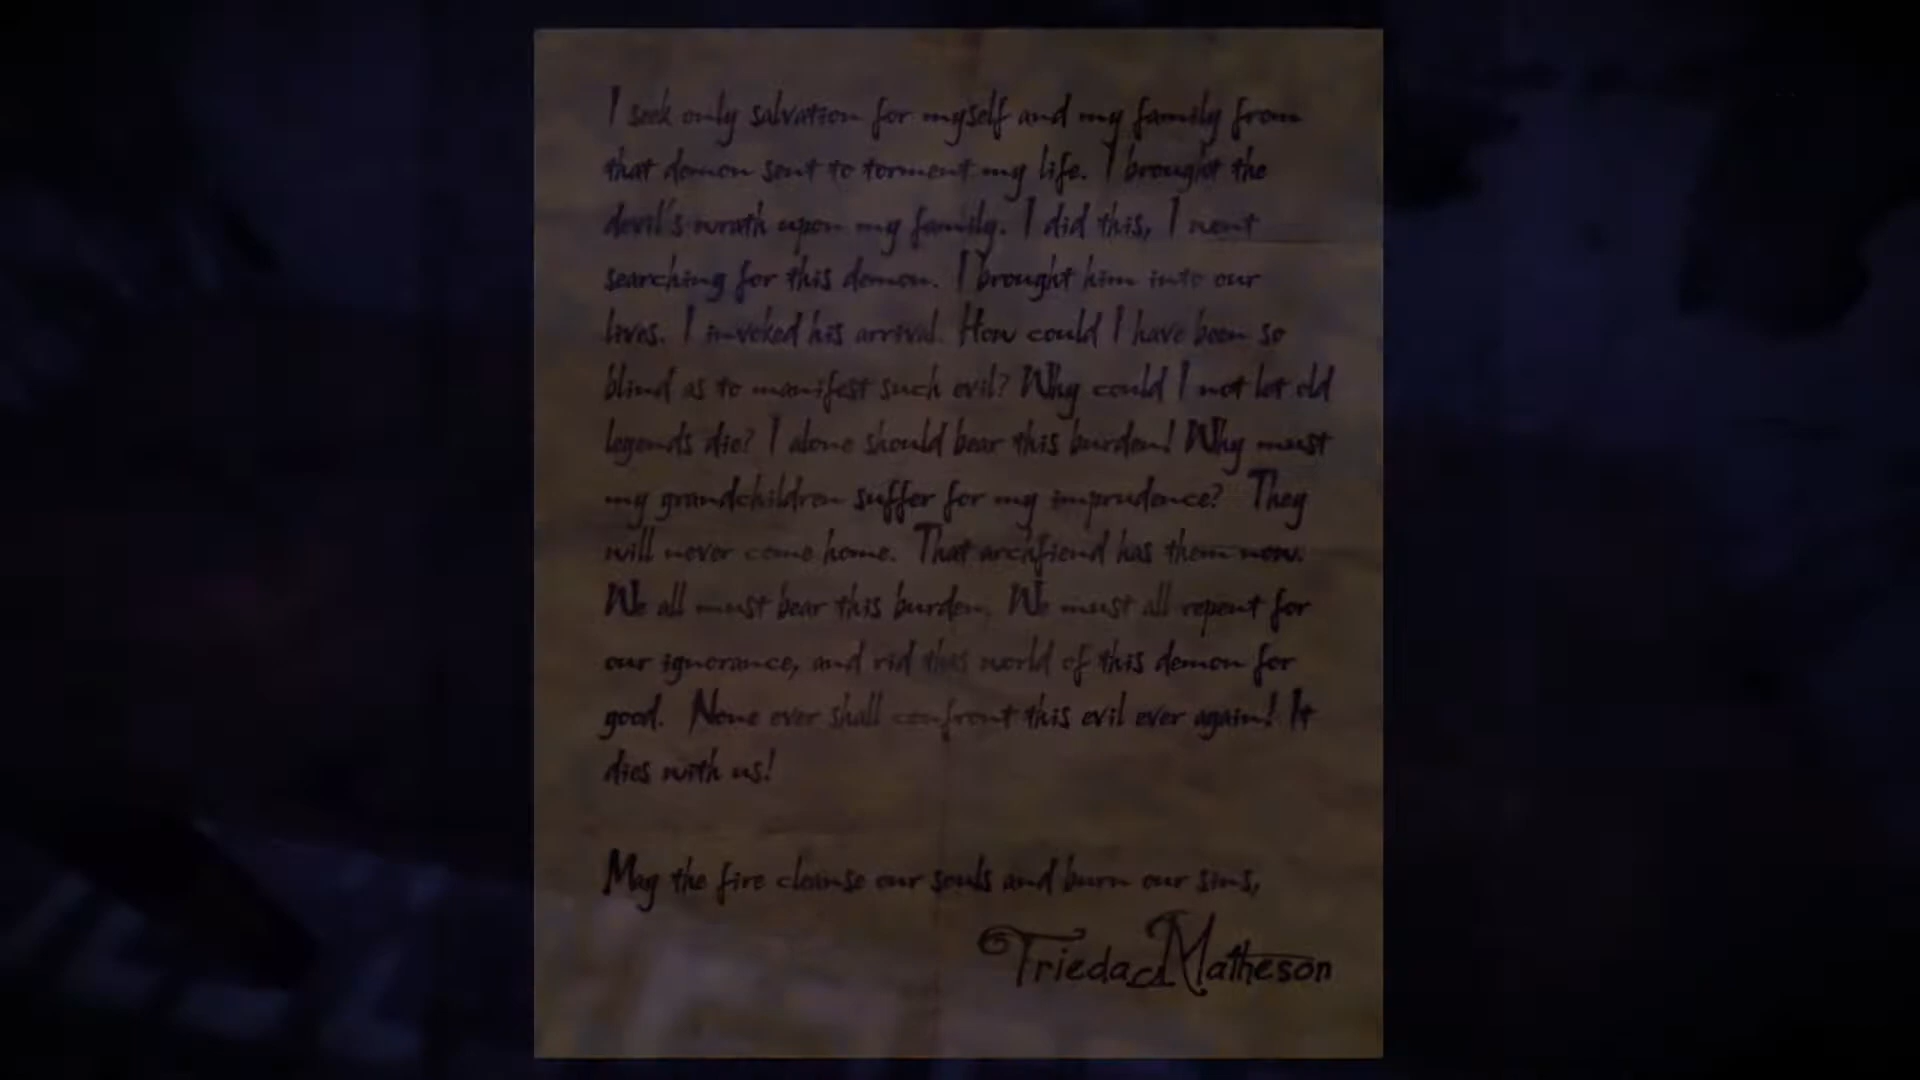 I seek only salvation for myself and my family from
that demon sent to torment my life. I brought the
devil's wrath upon my family. I did this, I went
searching for this demon. I brought him into our
lives. I invoked his arrival. How could I have been so
blind as to manifest such evil? Why could I not let old
legends die? I alone should bear this burden! Why must
my grandchildren suffer for my imprudence? They
will never come home. That archfiend has them now.
We all must bear this burden. We must all repent for
our ignorance, and rid this world of this demon for
good. None ever shall confront this evil ever again! It
dies with us!
May the fire cleanse our souls and burn our sins,
Frieda Matheson